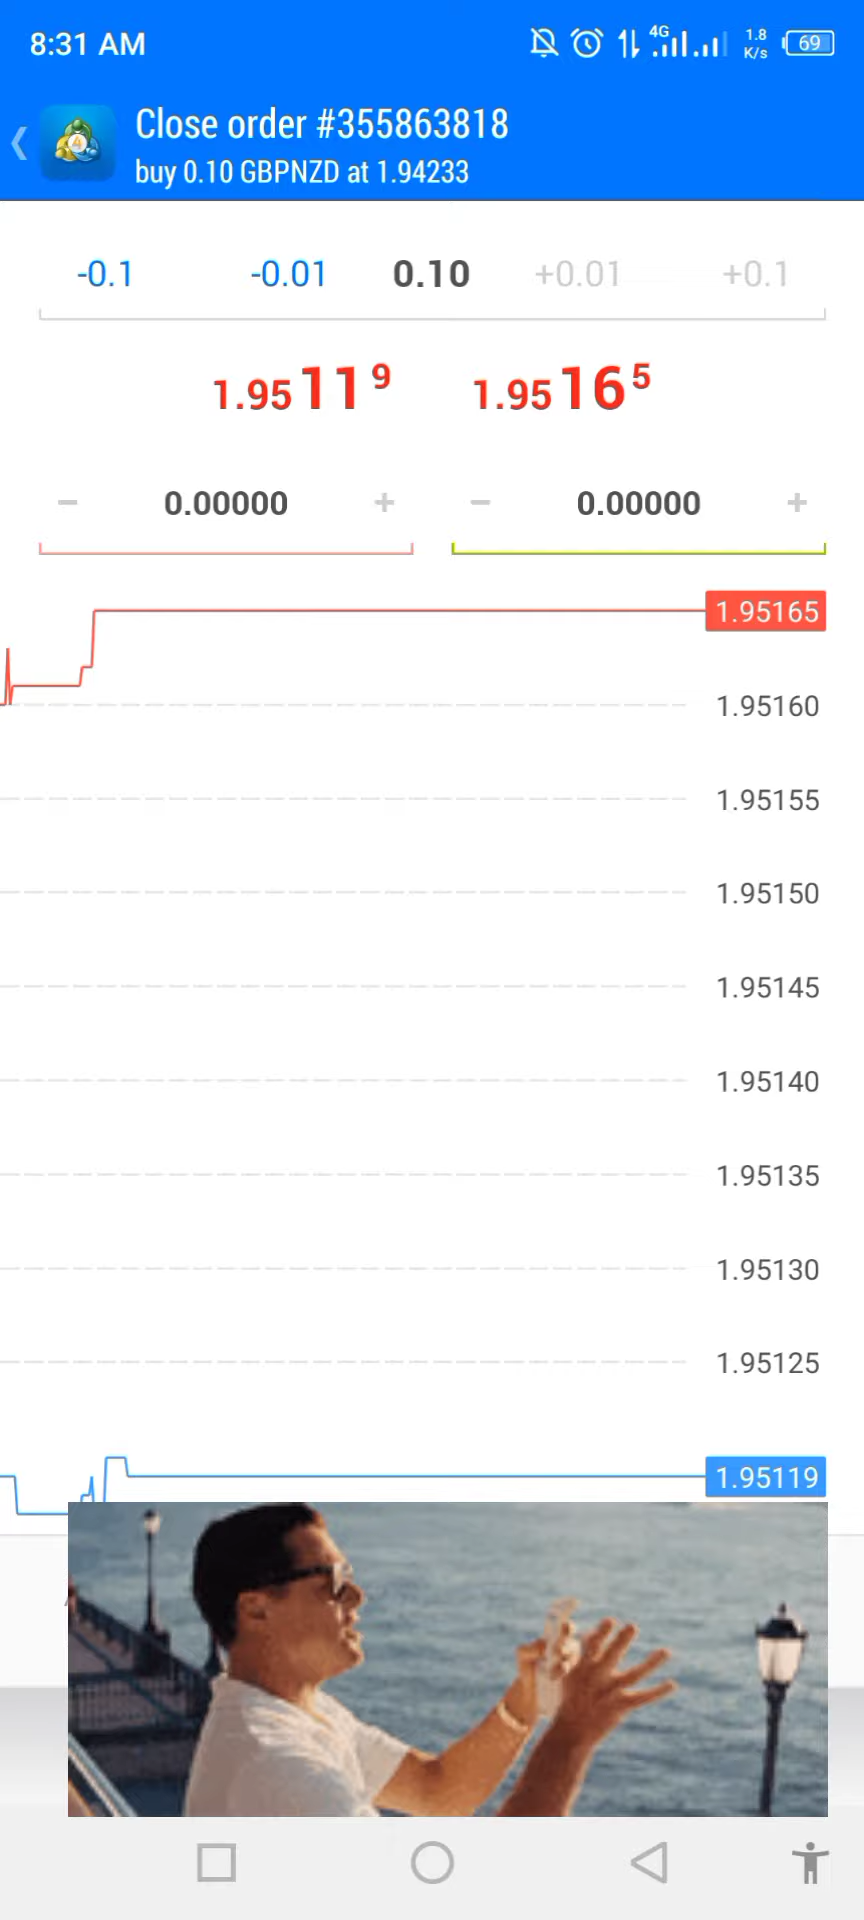 8:31 AM
4G
1.8
K/s
69
Close order #355863818
buy 0.10 GBPNZD at 1.94233
-0.1 -0.01 0.10 +0.01 +0.1
1.95119 1.95165
− 0.00000 + − 0.00000 +
1.95165
1.95160
1.95155
1.95150
1.95145
1.95140
1.95135
1.95130
1.95125
1.95119